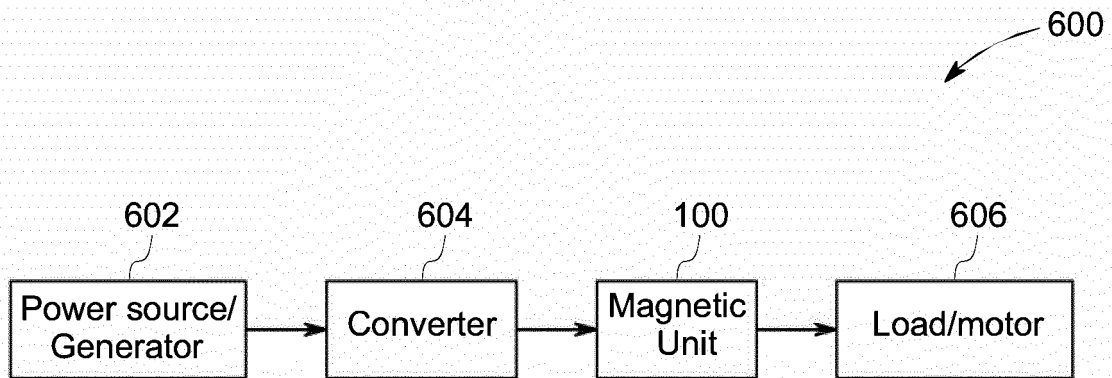 600
602
604
100
606
Power source/
Generator
Converter
Magnetic
Unit
Load/motor